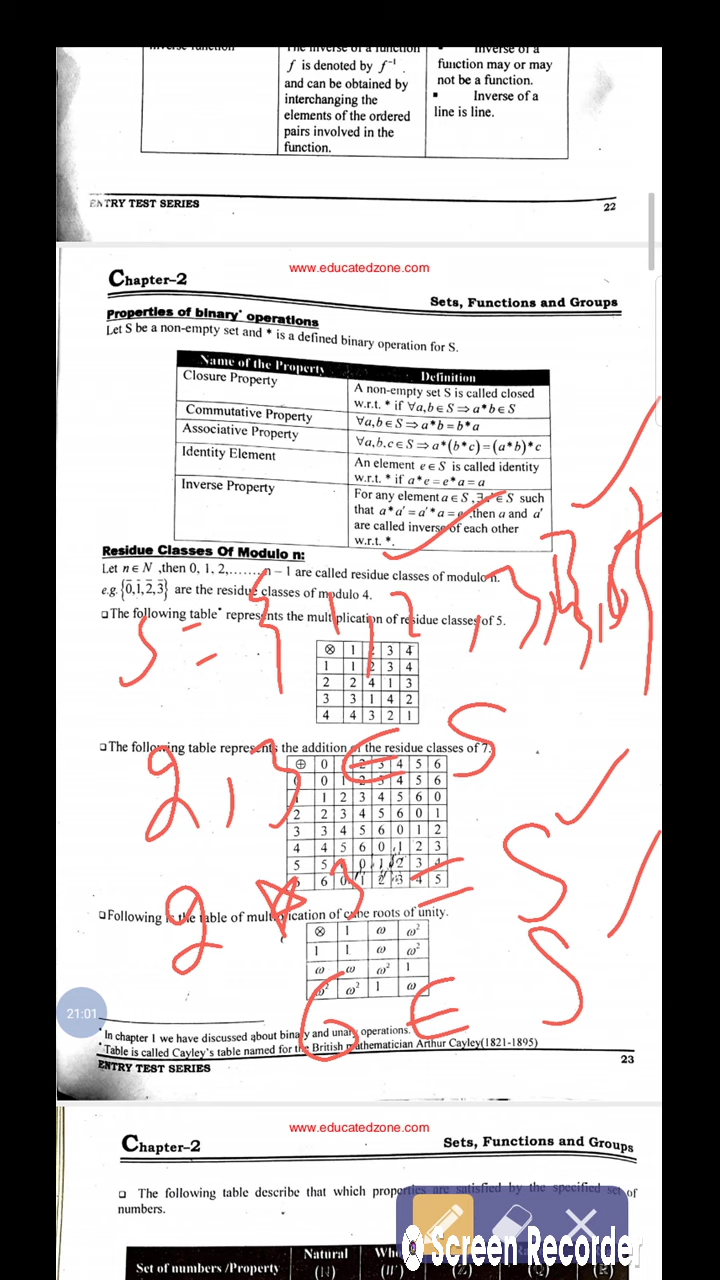 The inverse of a function
Inverse of a
f is denoted by f⁻¹.
function may or may
and can be obtained by
not be a function.
interchanging the
▪ Inverse of a
elements of the ordered
line is line.
pairs involved in the
function.
ENTRY TEST SERIES 22
www.educatedzone.com
Chapter–2
Sets, Functions and Groups
Properties of binary* operations
Let S be a non-empty set and * is a defined binary operation for S.
Name of the Property Definition
Closure Property A non-empty set S is called closed
w.r.t. * if ∀a,b∈S⇒a*b∈S
Commutative Property ∀a,b∈S⇒a*b=b*a
Associative Property ∀a,b.c∈S⇒a*(b*c)=(a*b)*c
Identity Element An element e∈S is called identity
w.r.t. * if a*e=e*a=a
Inverse Property For any element a∈S,∃a'∈S such
that a*a'=a'*a=e,then a and a'
are called inverse of each other
w.r.t. *.
Residue Classes Of Modulo n:
Let n∈N ,then 0, 1, 2,........n−1 are called residue classes of modulo n.
e.g.{0̄,1̄,2̄,3̄} are the residue classes of modulo 4.
❑The following table* represents the multiplication of residue classes of 5.
S = { 1, 2, 3,
⊗ 1 2 3 4
1 1 2 3 4
2 2 4 1 3
3 3 1 4 2
4 4 3 2 1
❑The following table represents the addition of the residue classes of 7.
2, 3 ∈ S
⊕ 0 1 2 3 4 5 6
0 0 1 2 3 4 5 6
1 1 2 3 4 5 6 0
2 2 3 4 5 6 0 1
3 3 4 5 6 0 1 2
4 4 5 6 0 1 2 3
5 5 0 1 2 3 4
6 6 0 1 2 3 4 5
2 * 3 = S
❑Following is the table of multiplication of cube roots of unity.
⊗ 1 ω ω²
1 1 ω ω²
ω ω ω² 1
ω² ω² 1 ω
6 ∈ S
21:01
*In chapter 1 we have discussed about binary and unary operations.
*Table is called Cayley's table named for the British mathematician Arthur Cayley(1821-1895)
ENTRY TEST SERIES 23
www.educatedzone.com
Chapter–2
Sets, Functions and Groups
❑ The following table describe that which properties are satisfied by the specified set of
numbers.
Screen Recorder
Set of numbers /Property Natural